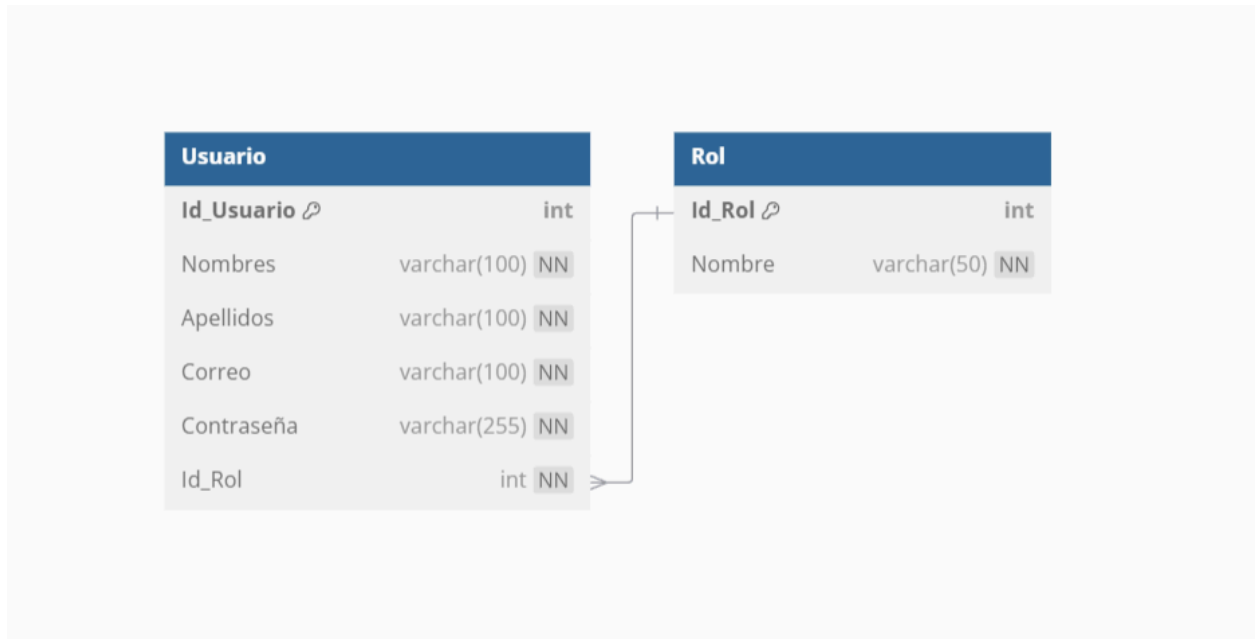 Usuario
Id_Usuario int
Nombres varchar(100) NN
Apellidos varchar(100) NN
Correo varchar(100) NN
Contraseña varchar(255) NN
Id_Rol int NN
Rol
Id_Rol int
Nombre varchar(50) NN